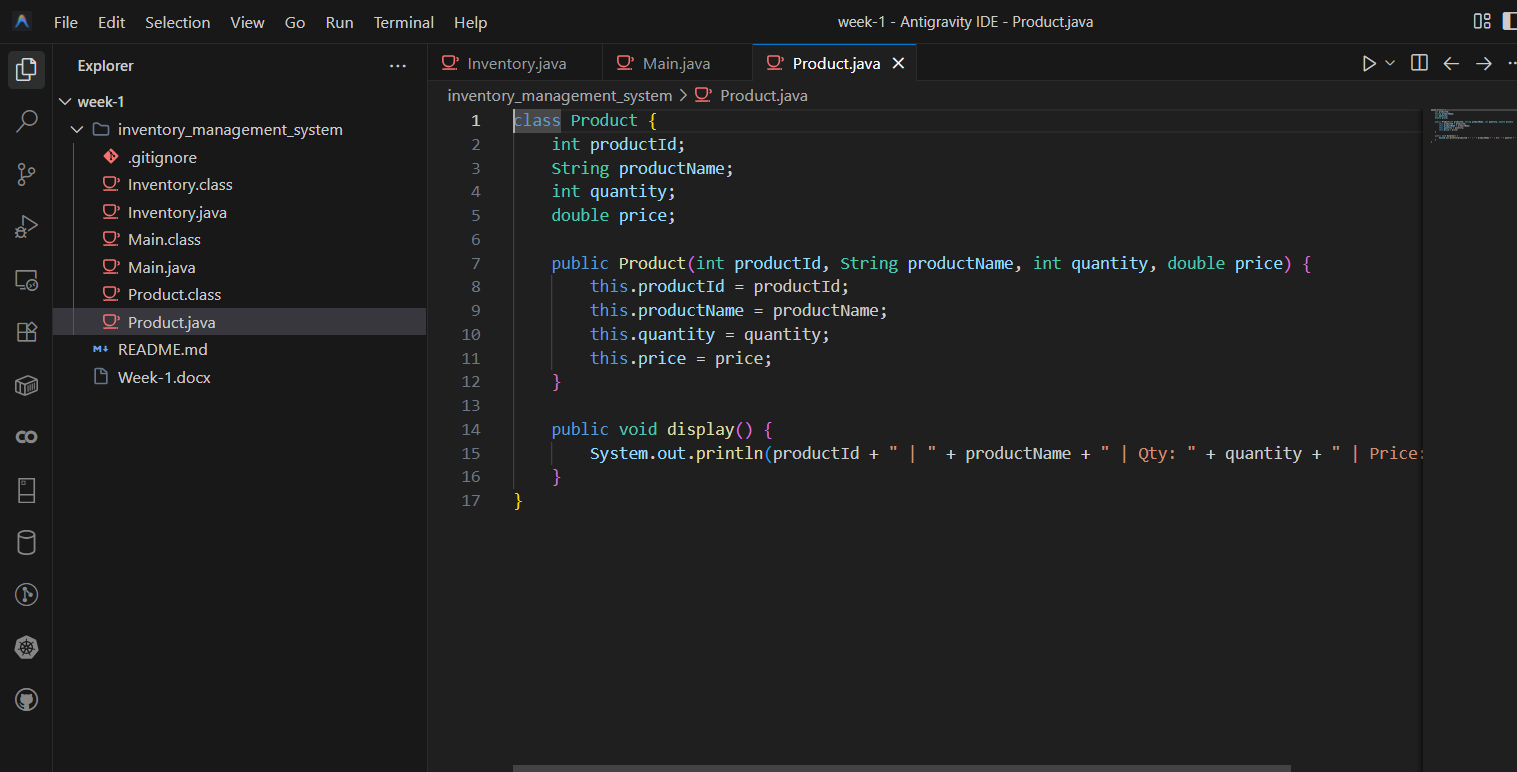 File Edit Selection View Go Run Terminal Help
week-1 - Antigravity IDE - Product.java
Explorer
week-1
inventory_management_system
.gitignore
Inventory.class
Inventory.java
Main.class
Main.java
Product.class
Product.java
README.md
Week-1.docx
Inventory.java Main.java Product.java
inventory_management_system > Product.java
1 class Product {
2     int productId;
3     String productName;
4     int quantity;
5     double price;
6
7     public Product(int productId, String productName, int quantity, double price) {
8         this.productId = productId;
9         this.productName = productName;
10         this.quantity = quantity;
11         this.price = price;
12     }
13
14     public void display() {
15         System.out.println(productId + " | " + productName + " | Qty: " + quantity + " | Price:
16     }
17 }